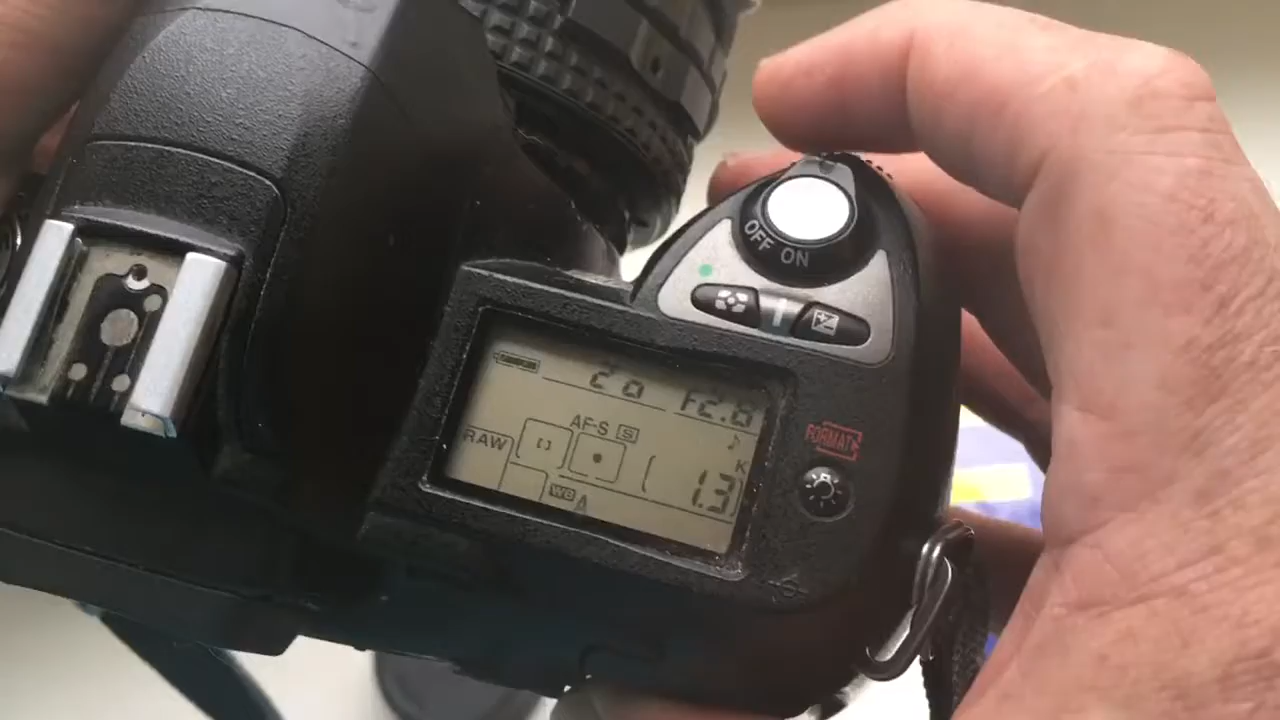 OFF ON
20 F2.8
FORMAT
AF-S S
RAW [ ]
K
[ 1.3]
WB A